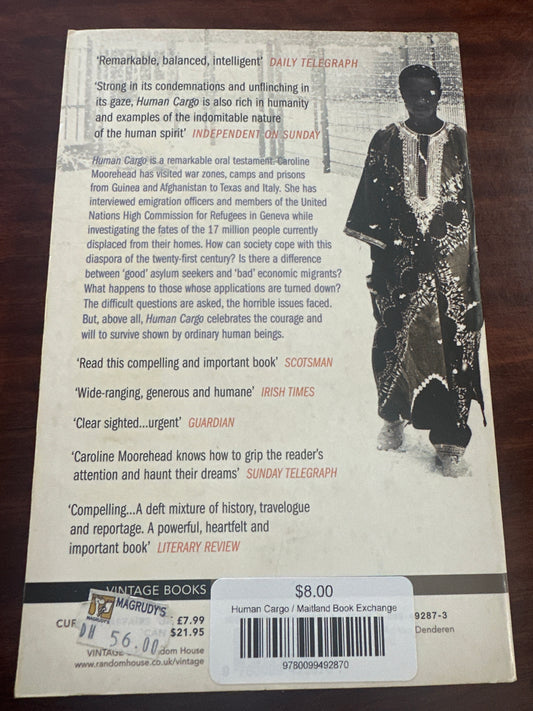 ‘Remarkable, balanced, intelligent’ DAILY TELEGRAPH
‘Strong in its condemnations and unflinching in
its gaze, Human Cargo is also rich in humanity
and examples of the indomitable nature
of the human spirit’ INDEPENDENT ON SUNDAY
Human Cargo is a remarkable oral testament. Caroline
Moorehead has visited war zones, camps and prisons
from Guinea and Afghanistan to Texas and Italy. She has
interviewed emigration officers and members of the United
Nations High Commission for Refugees in Geneva while
investigating the fates of the 17 million people currently
displaced from their homes. How can society cope with this
diaspora of the twenty-first century? Is there a difference
between ‘good’ asylum seekers and ‘bad’ economic migrants?
What happens to those whose applications are turned down?
The difficult questions are asked, the horrible issues faced.
But, above all, Human Cargo celebrates the courage and
will to survive shown by ordinary human beings.
‘Read this compelling and important book’ SCOTSMAN
‘Wide-ranging, generous and humane’ IRISH TIMES
‘Clear sighted...urgent’ GUARDIAN
‘Caroline Moorehead knows how to grip the reader’s
attention and haunt their dreams’ SUNDAY TELEGRAPH
‘Compelling...A deft mixture of history, travelogue
and reportage. A powerful, heartfelt and
important book’ LITERARY REVIEW
VINTAGE BOOKS
MAGRUDY'S
MAGRUDY'S
DH 56.00
CUR
£7.99
CAN $21.95
VINTAGE dom House
www.randomhouse.co.uk/vintage
$8.00
Human Cargo / Maitland Book Exchange
9780099492870
9287-3
Denderen